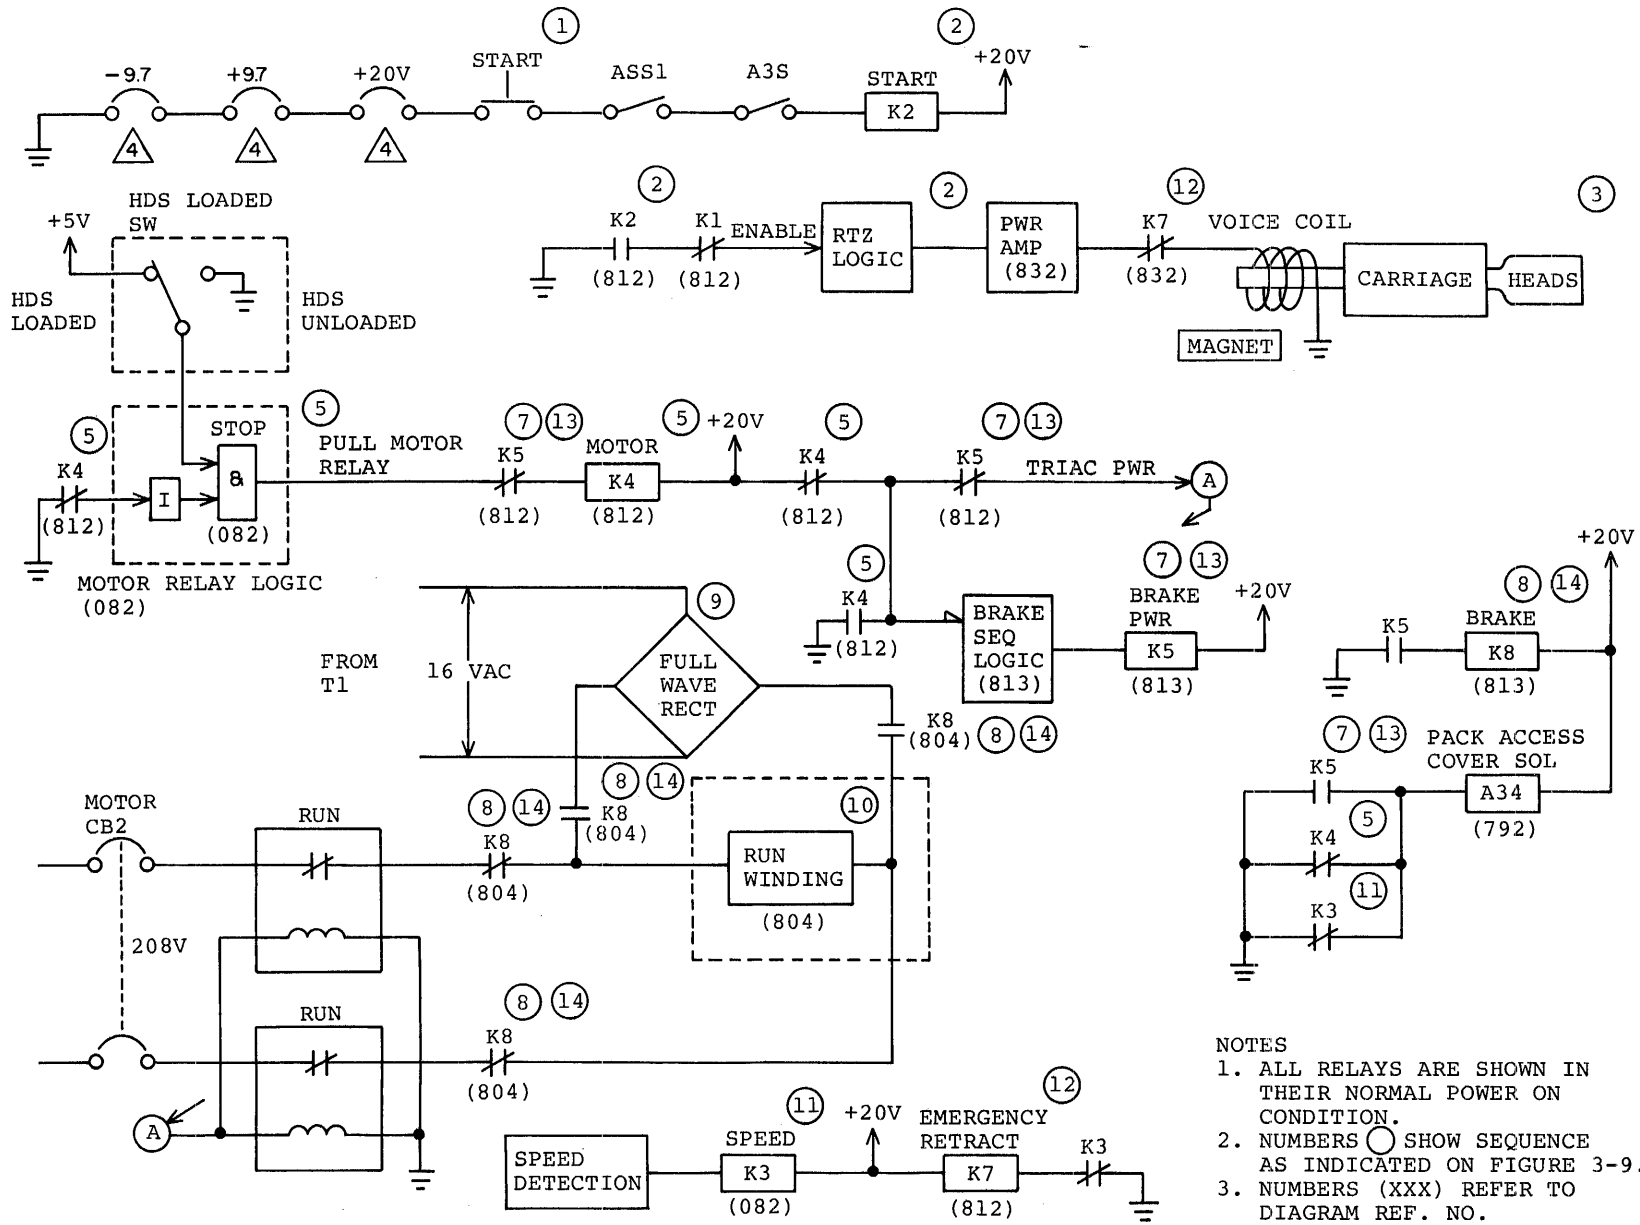 1
2
-9.7
+9.7
+20V
START
ASS1
A3S
START
+20V
K2
4
4
4
HDS LOADED
SW
+5V
HDS
LOADED
HDS
UNLOADED
2
2
12
3
K2
(812)
K1
(812)
ENABLE
RTZ
LOGIC
PWR
AMP
(832)
K7
(832)
VOICE COIL
MAGNET
CARRIAGE
HEADS
5
5
K4
(812)
I
STOP
&
(082)
MOTOR RELAY LOGIC
(082)
PULL MOTOR
RELAY
7 13
K5
(812)
MOTOR
K4
(812)
5
+20V
5
K4
(812)
7 13
K5
(812)
TRIAC PWR
A
5
K4
(812)
BRAKE
SEQ
LOGIC
(813)
7 13
BRAKE
PWR
K5
(813)
+20V
8 14
BRAKE
K8
(813)
K5
+20V
FROM
T1
16 VAC
9
FULL
WAVE
RECT
K8
(804)
8 14
8 14
K8
(804)
7 13
K5
PACK ACCESS
COVER SOL
A34
(792)
5
K4
11
K3
MOTOR
CB2
208V
RUN
8 14
K8
(804)
10
RUN
WINDING
(804)
RUN
8 14
K8
(804)
A
SPEED
DETECTION
11
SPEED
K3
(082)
+20V
12
EMERGENCY
RETRACT
K7
(812)
K3
NOTES
1. ALL RELAYS ARE SHOWN IN
THEIR NORMAL POWER ON
CONDITION.
2. NUMBERS ◯ SHOW SEQUENCE
AS INDICATED ON FIGURE 3-9.
3. NUMBERS (XXX) REFER TO
DIAGRAM REF. NO.